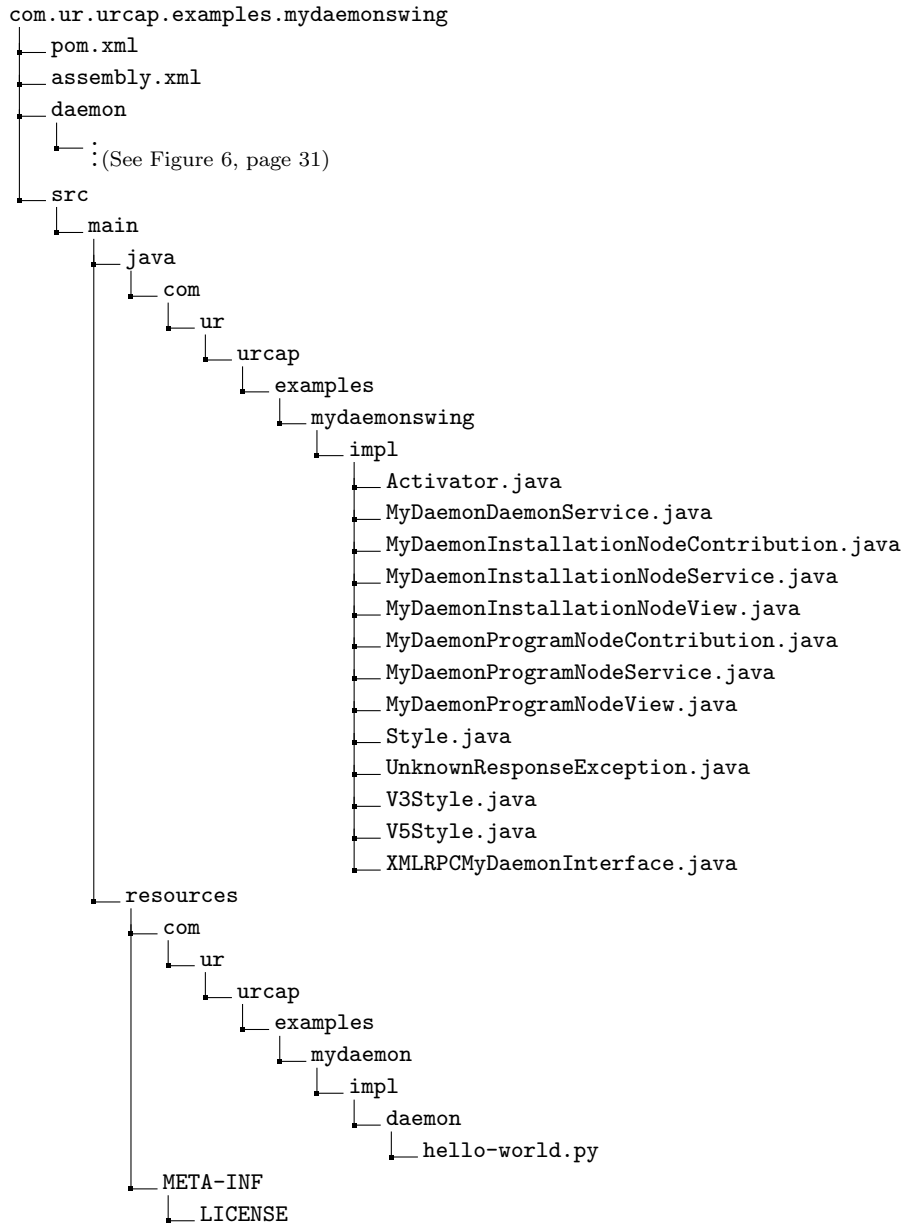 com.ur.urcap.examples.mydaemonswing
pom.xml
assembly.xml
daemon
(See Figure 6, page 31)
src
main
java
com
ur
urcap
examples
mydaemonswing
impl
Activator.java
MyDaemonDaemonService.java
MyDaemonInstallationNodeContribution.java
MyDaemonInstallationNodeService.java
MyDaemonInstallationNodeView.java
MyDaemonProgramNodeContribution.java
MyDaemonProgramNodeService.java
MyDaemonProgramNodeView.java
Style.java
UnknownResponseException.java
V3Style.java
V5Style.java
XMLRPCMyDaemonInterface.java
resources
com
ur
urcap
examples
mydaemon
impl
daemon
hello-world.py
META-INF
LICENSE